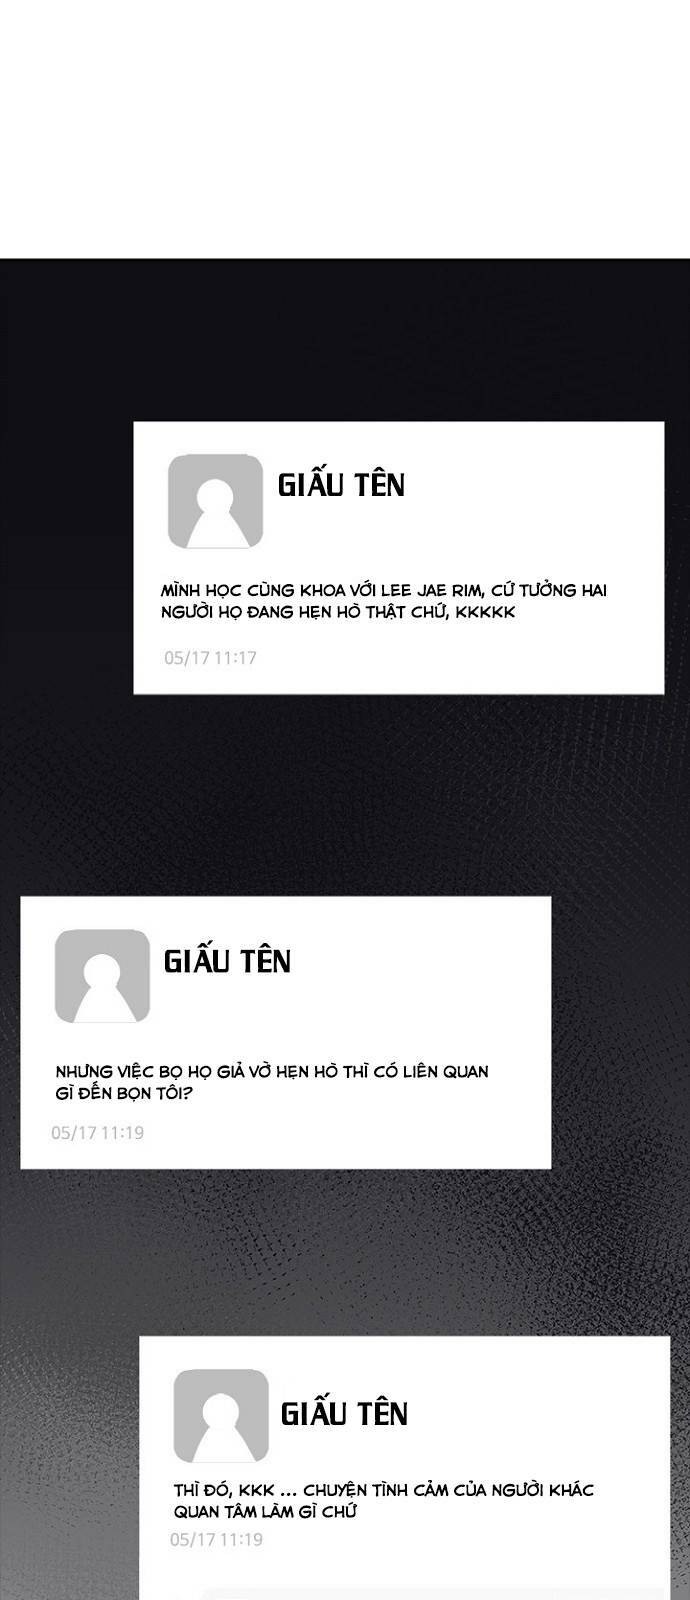 GIẤU TÊN
MÌNH HỌC CÙNG KHOA VỚI LEE JAE RIM, CỨ TƯỞNG HAI
NGƯỜI HỌ ĐANG HẸN HÒ THẬT CHỨ, KKKKK
05/17 11:17
GIẤU TÊN
NHƯNG VIỆC BỌ HỌ GIẢ VỜ HẸN HÒ THÌ CÓ LIÊN QUAN
GÌ ĐẾN BỌN TÔI?
05/17 11:19
GIẤU TÊN
THÌ ĐÓ, KKK ... CHUYỆN TÌNH CẢM CỦA NGƯỜI KHÁC
QUAN TÂM LÀM GÌ CHỨ
05/17 11:19